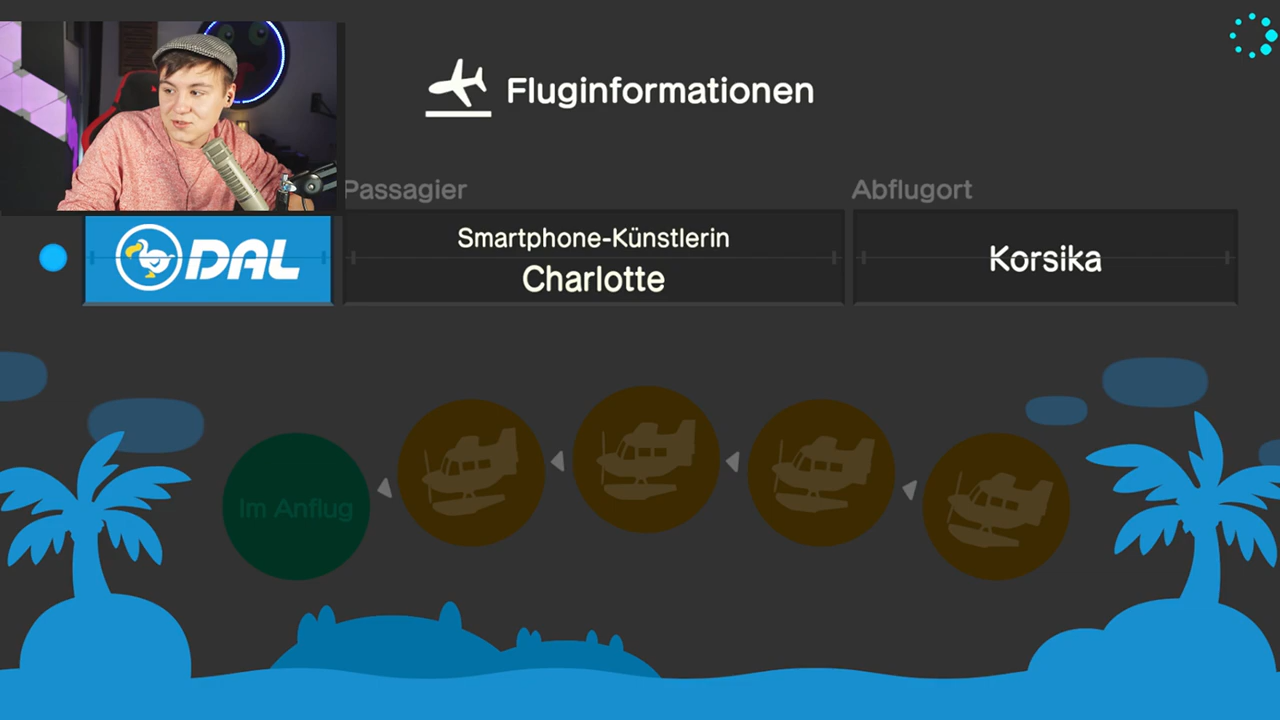 Fluginformationen
Passagier
Abflugort
DAL
Smartphone-Künstlerin
Charlotte
Korsika
Im Anflug